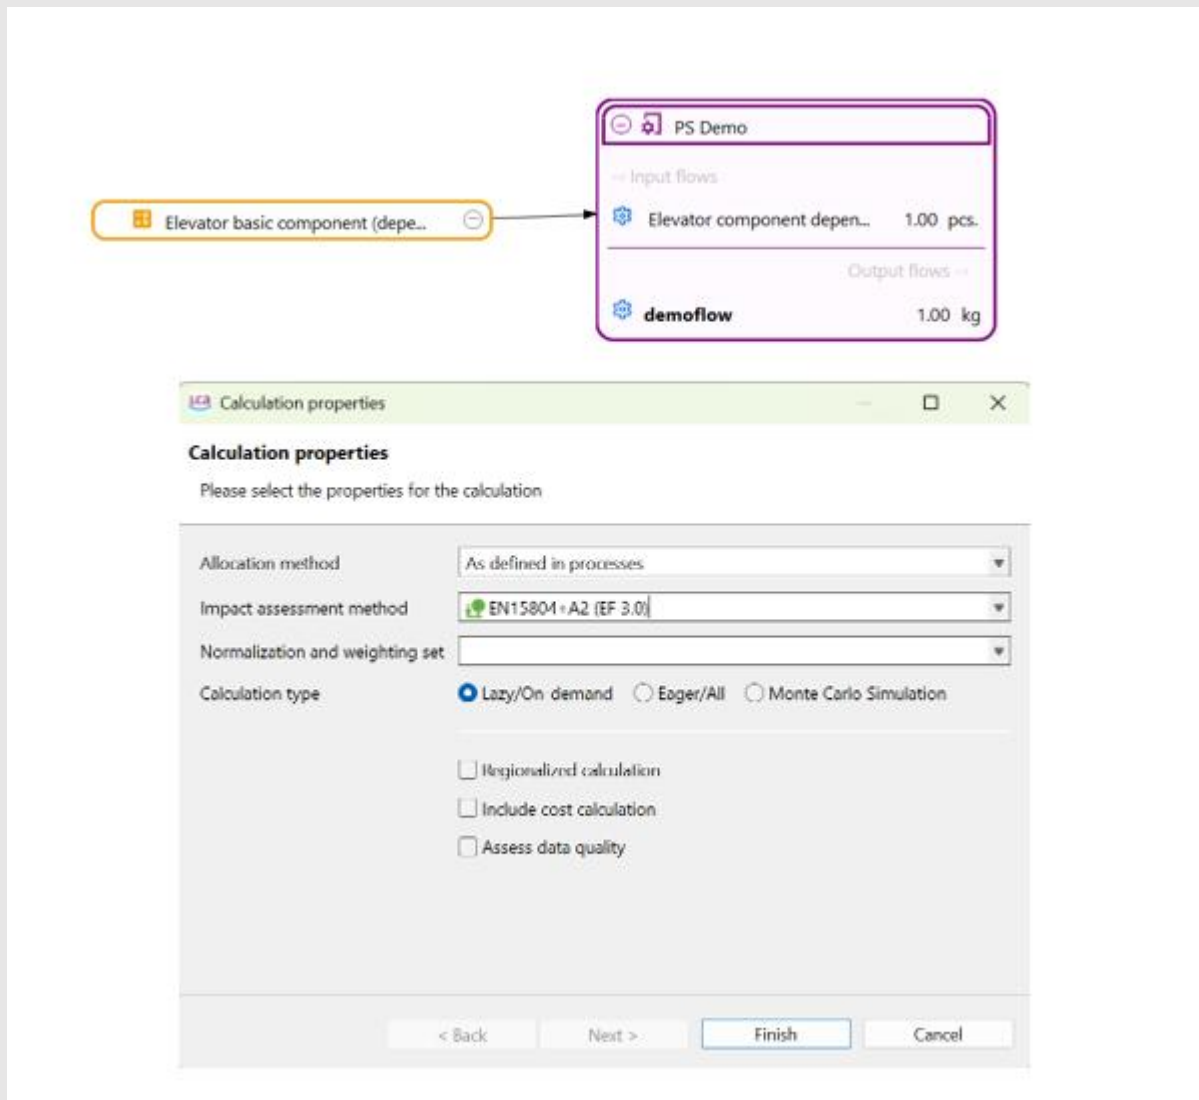 PS Demo
Input flows
Elevator basic component (depe...
Elevator component depen... 1.00 pcs.
Output flows
demoflow 1.00 kg
LCA Calculation properties
Calculation properties
Please select the properties for the calculation
Allocation method As defined in processes
Impact assessment method EN15804+A2 (EF 3.0)
Normalization and weighting set
Calculation type Lazy/On demand Eager/All Monte Carlo Simulation
Regionalized calculation
Include cost calculation
Assess data quality
< Back Next > Finish Cancel